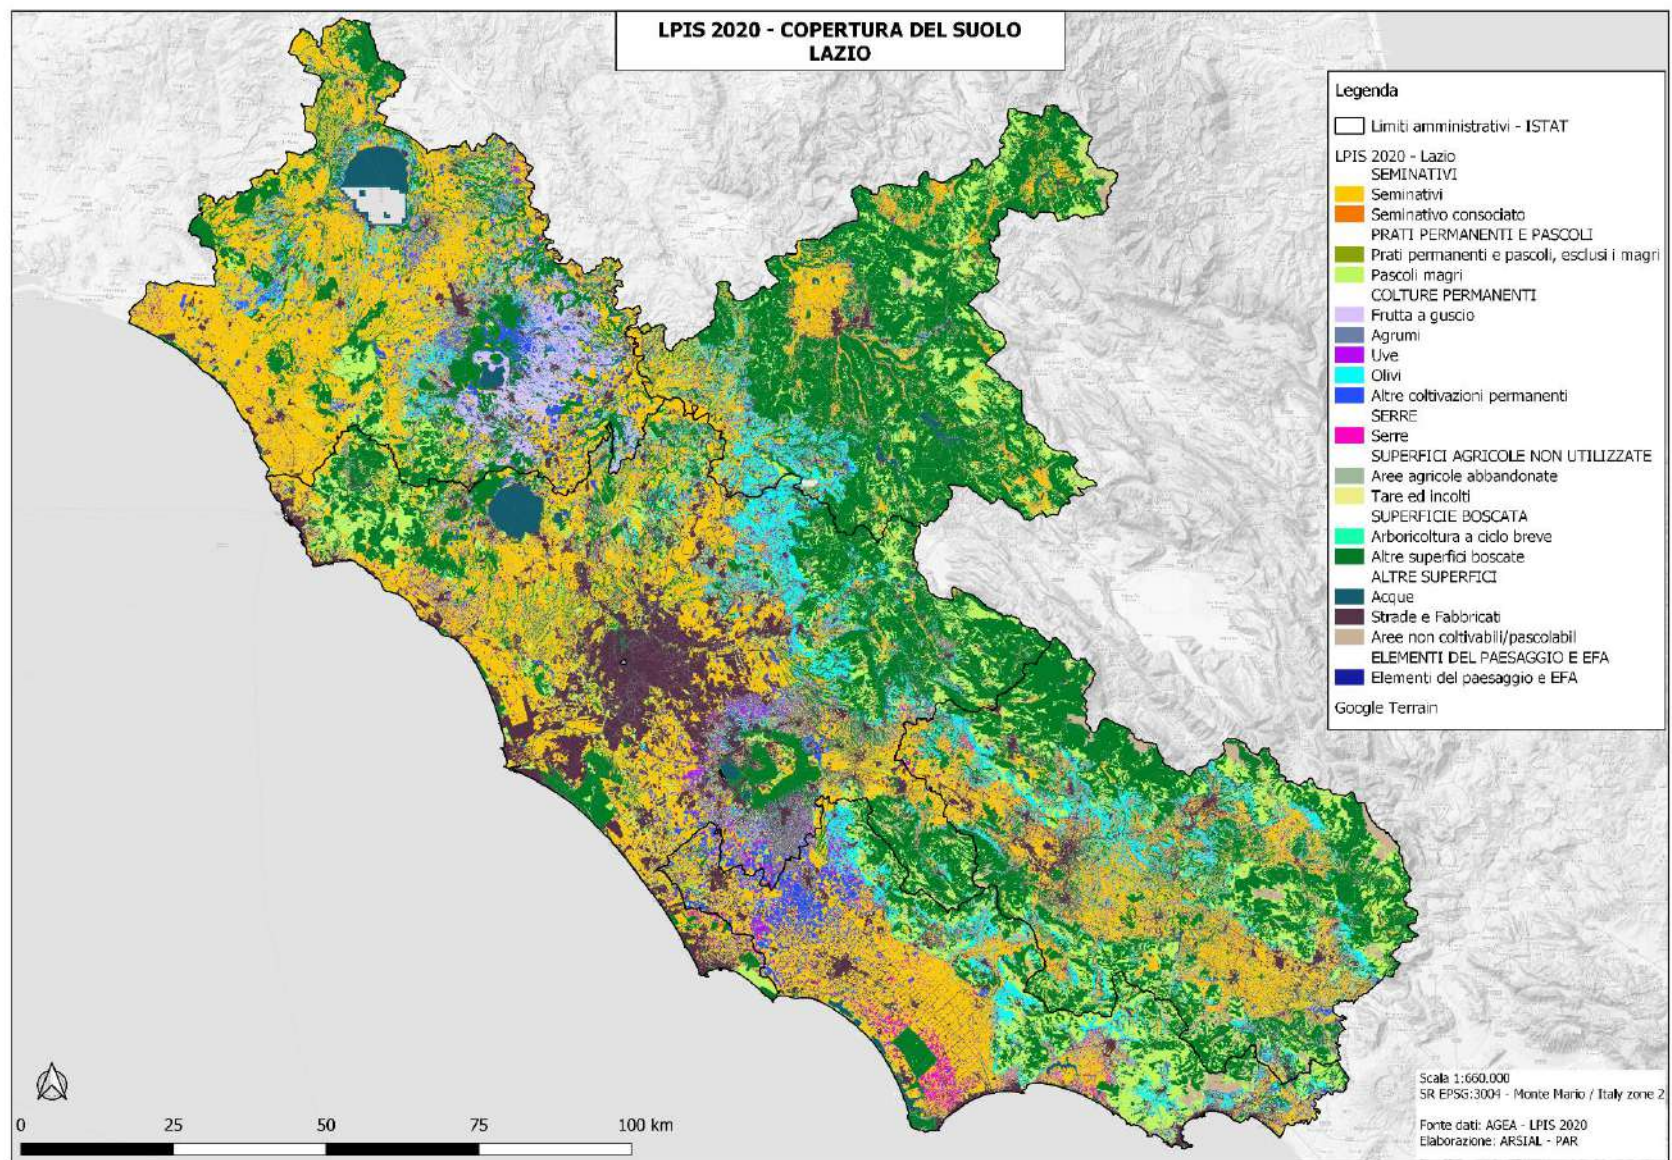 LPIS 2020 - COPERTURA DEL SUOLO
LAZIO
Legenda
Limiti amministrativi - ISTAT
LPIS 2020 - Lazio
SEMINATIVI
Seminativi
Seminativo consociato
PRATI PERMANENTI E PASCOLI
Prati permanenti e pascoli, esclusi i magri
Pascoli magri
COLTURE PERMANENTI
Frutta a guscio
Agrumi
Uve
Olivi
Altre coltivazioni permanenti
SERRE
Serre
SUPERFICI AGRICOLE NON UTILIZZATE
Aree agricole abbandonate
Tare ed incolti
SUPERFICIE BOSCATA
Arboricoltura a ciclo breve
Altre superfici boscate
ALTRE SUPERFICI
Acque
Strade e Fabbricati
Aree non coltivabili/pascolabil
ELEMENTI DEL PAESAGGIO E EFA
Elementi del paesaggio e EFA
Google Terrain
Scala 1:660.000
SR EPSG:3004 - Monte Mario / Italy zone 2
Fonte dati: AGEA - LPIS 2020
Elaborazione: ARSIAL - PAR
0 25 50 75 100 km